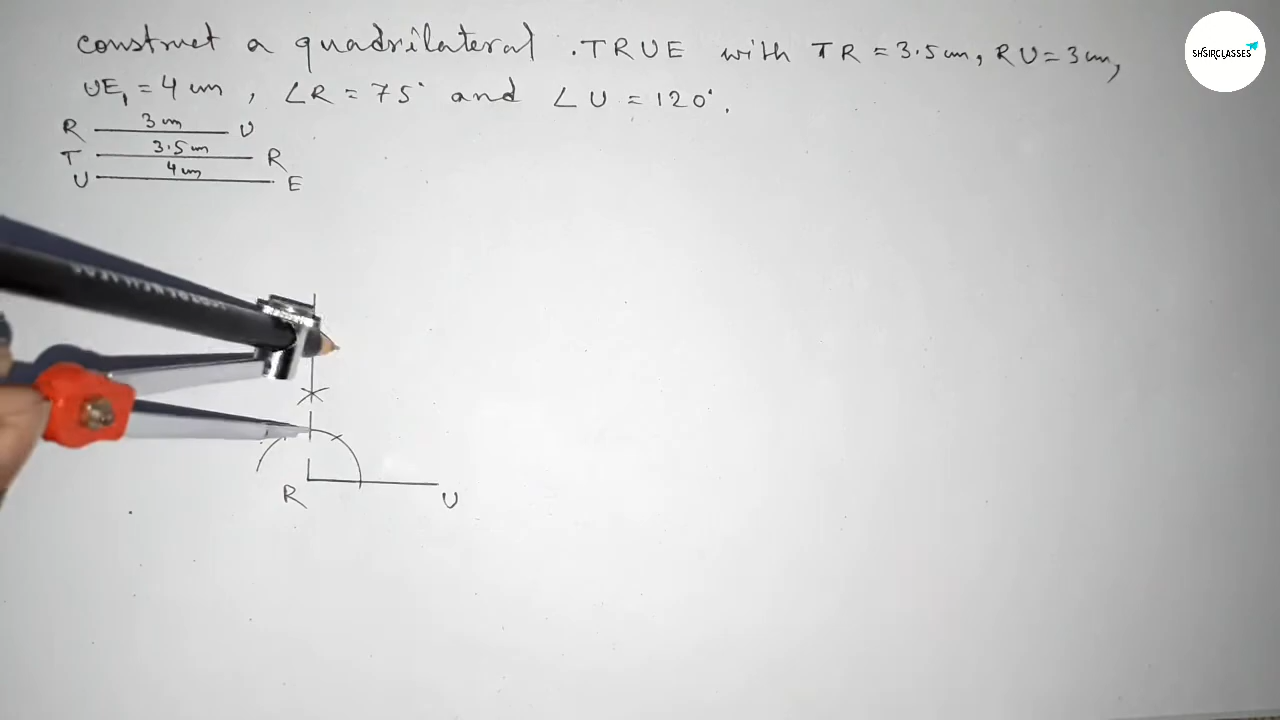 construct a quadrilateral .TRUE with TR = 3.5 cm, RU = 3 cm,
UE, = 4 cm, ∠R = 75° and ∠U = 120°.
R 3 cm U
T 3.5 cm R
U 4 cm E
R U
SHSIRCLASSES